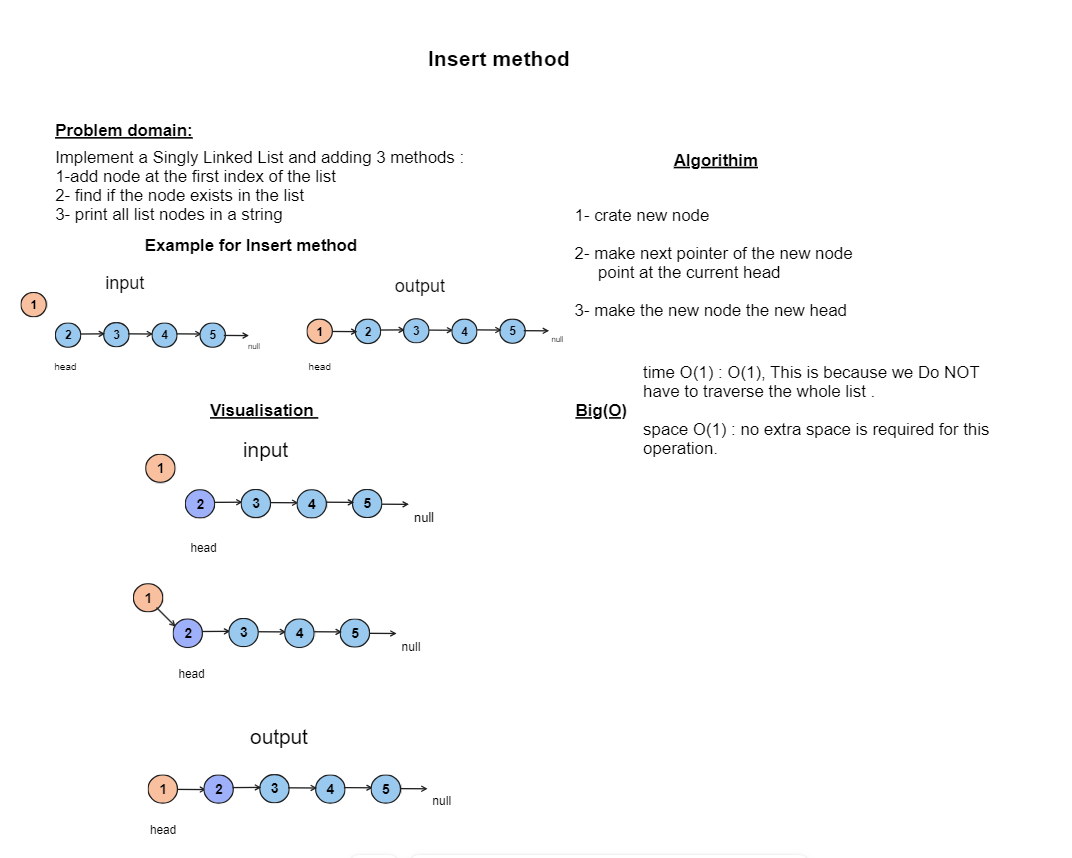 Insert method
Problem domain:
Implement a Singly Linked List and adding 3 methods :
1-add node at the first index of the list
2- find if the node exists in the list
3- print all list nodes in a string
Example for Insert method
input
output
1
2 3 4 5
null
head
1 2 3 4 5
null
head
Visualisation
input
1
2 3 4 5
null
head
1
2 3 4 5
null
head
output
1 2 3 4 5
null
head
Algorithim
1- crate new node
2- make next pointer of the new node
point at the current head
3- make the new node the new head
Big(O)
time O(1) : O(1), This is because we Do NOT
have to traverse the whole list .
space O(1) : no extra space is required for this
operation.